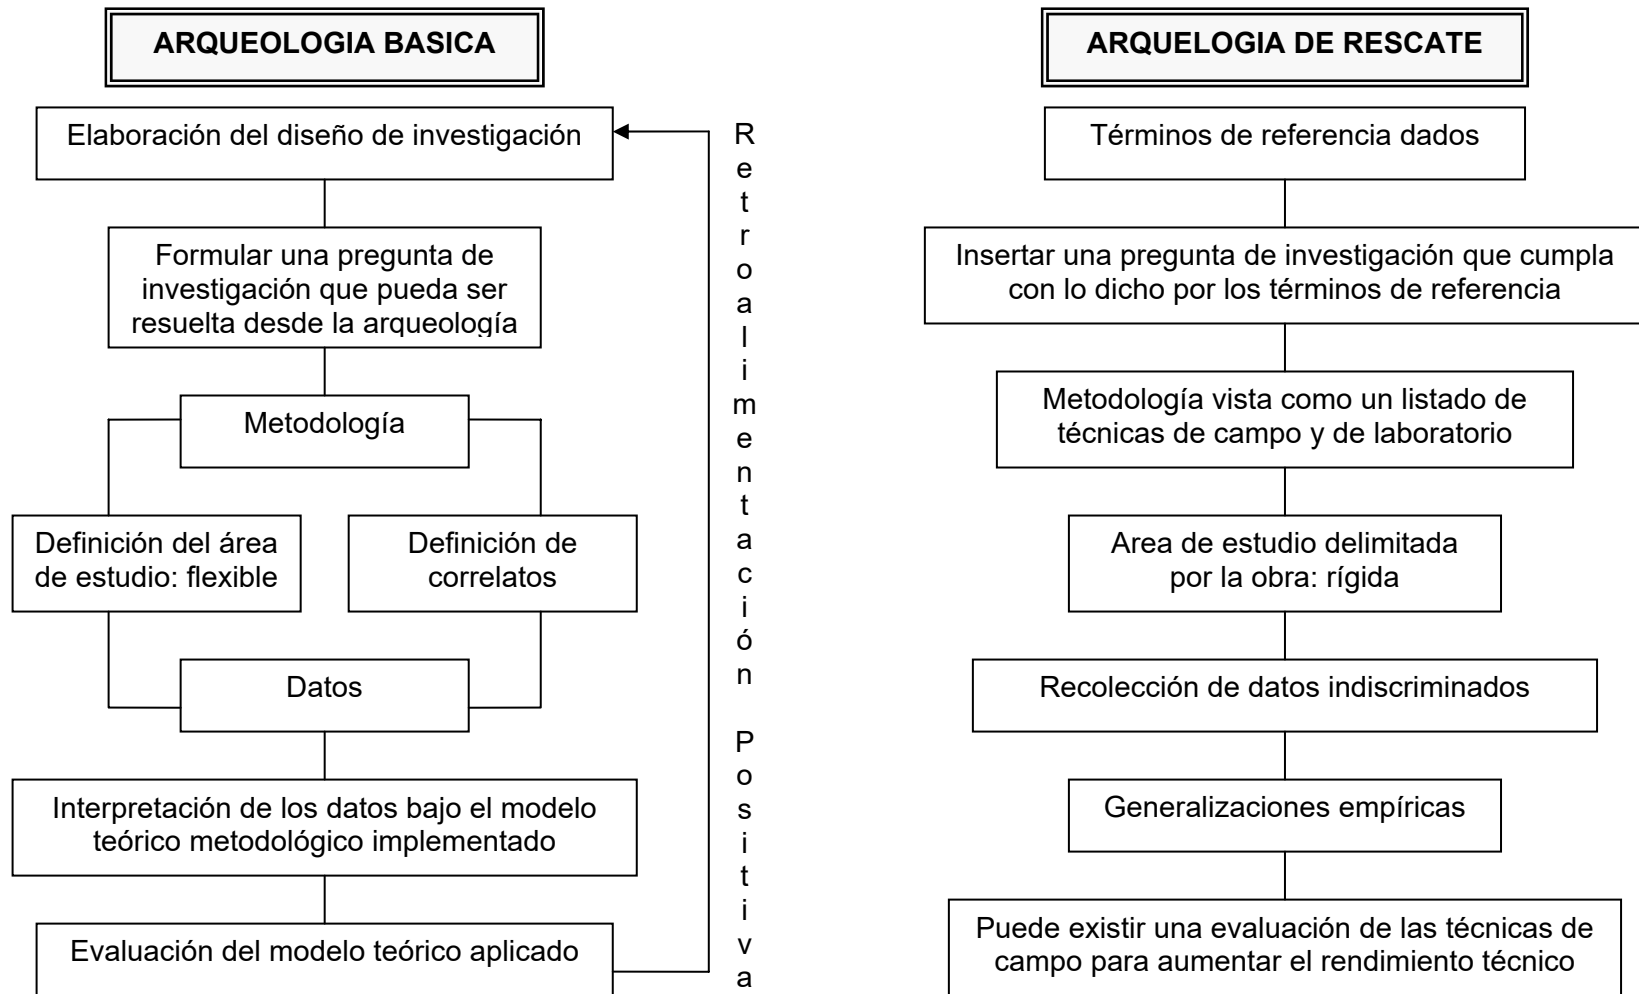 ARQUEOLOGIA BASICA
Elaboración del diseño de investigación
Formular una pregunta de
investigación que pueda ser
resuelta desde la arqueología
Metodología
Definición del área
de estudio: flexible
Definición de
correlatos
Datos
Interpretación de los datos bajo el modelo
teórico metodológico implementado
Evaluación del modelo teórico aplicado
Retroalimentación Positiva
ARQUELOGIA DE RESCATE
Términos de referencia dados
Insertar una pregunta de investigación que cumpla
con lo dicho por los términos de referencia
Metodología vista como un listado de
técnicas de campo y de laboratorio
Area de estudio delimitada
por la obra: rígida
Recolección de datos indiscriminados
Generalizaciones empíricas
Puede existir una evaluación de las técnicas de
campo para aumentar el rendimiento técnico